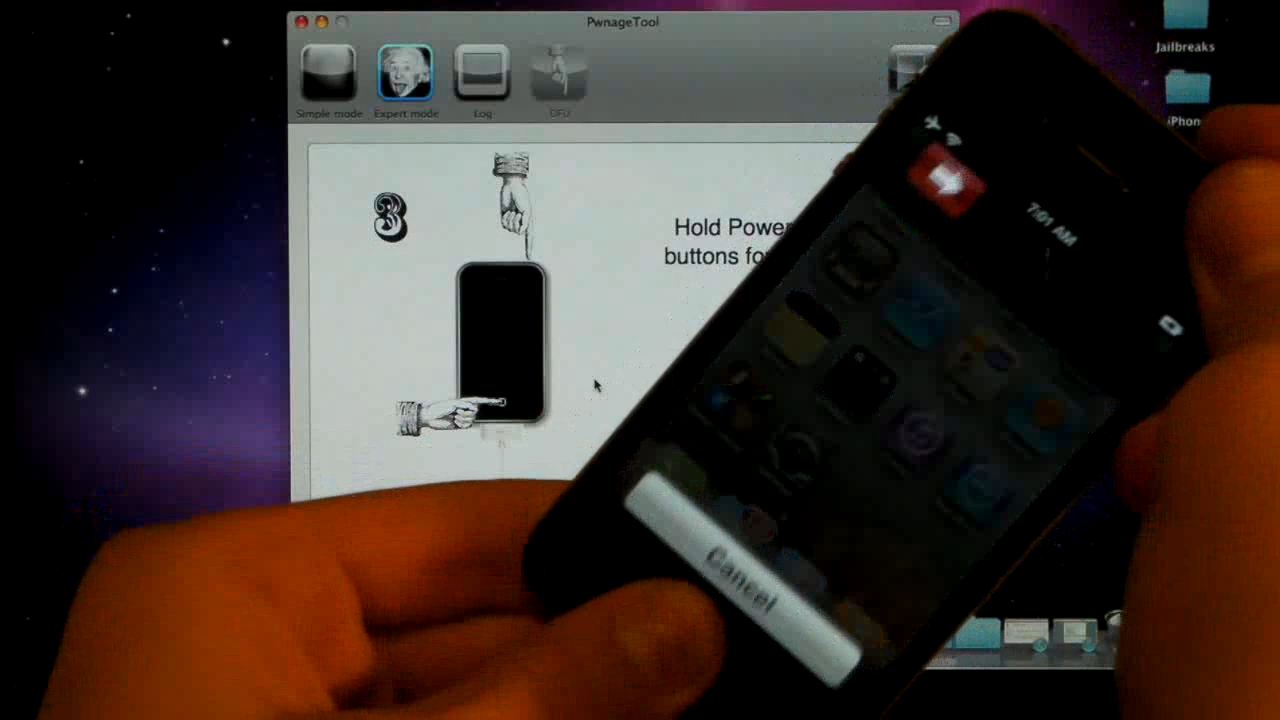 PwnageTool
Simple mode
Expert mode
Log
DFU
3
Hold Power
buttons fo
Jailbreaks
iPhon
7:01 AM
Cancel